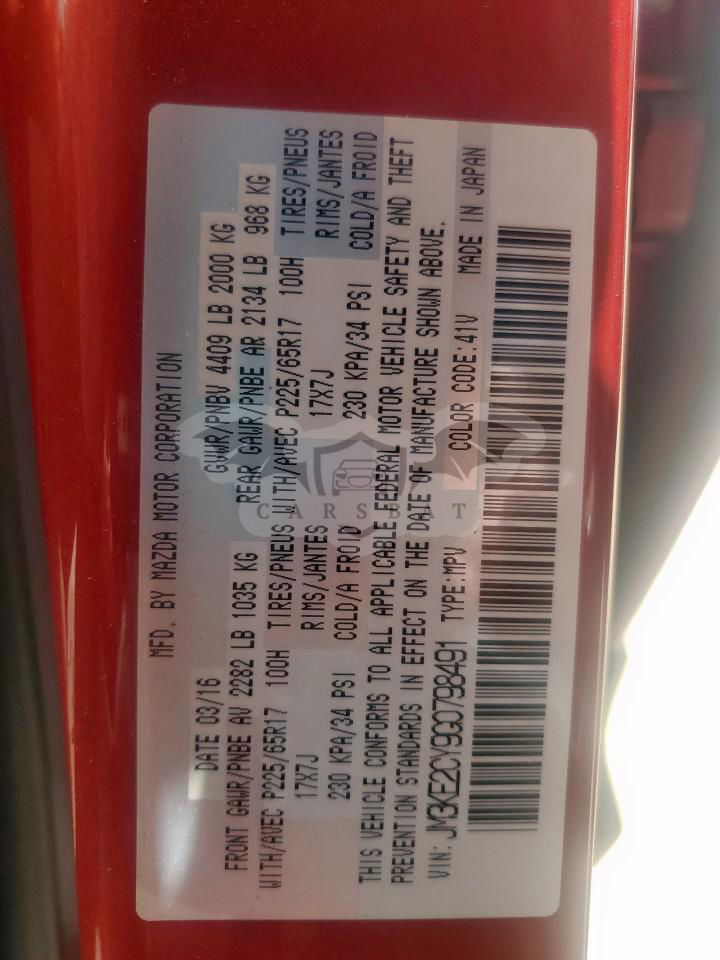 MFD. BY MAZDA MOTOR CORPORATION
DATE 03/16 GVWR/PNBV 4409 LB 2000 KG
FRONT GAWR/PNBE AV 2282 LB 1035 KG REAR GAWR/PNBE AR 2134 LB 968 KG
WITH/AVEC P225/65R17 100H TIRES/PNEUS WITH/AVEC P225/65R17 100H TIRES/PNEUS
17X7J RIMS/JANTES 17X7J RIMS/JANTES
230 KPA/34 PSI COLD/A FROID 230 KPA/34 PSI COLD/A FROID
THIS VEHICLE CONFORMS TO ALL APPLICABLE FEDERAL MOTOR VEHICLE SAFETY AND THEFT
PREVENTION STANDARDS IN EFFECT ON THE DATE OF MANUFACTURE SHOWN ABOVE.
VIN: JM3KE2CY9G0798491 TYPE:MPV COLOR CODE:41V MADE IN JAPAN
CARSBAT